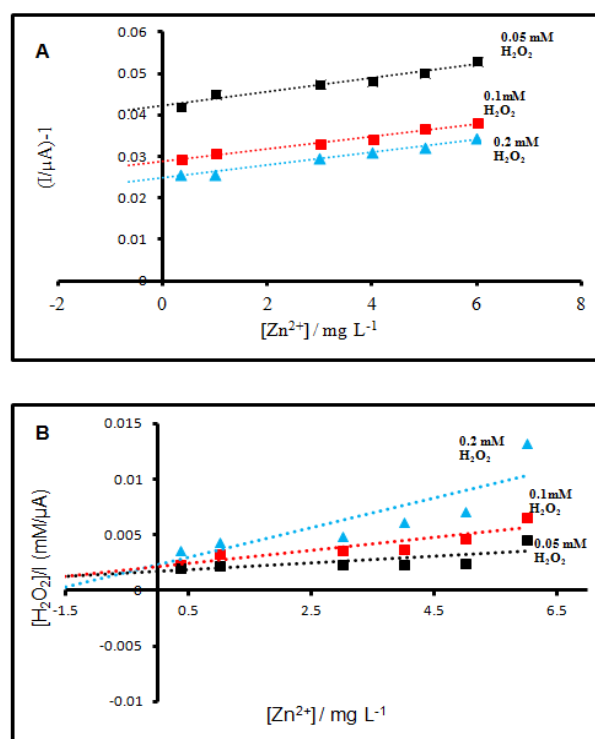 A
0.06
0.05
0.04
0.03
0.02
0.01
0
(I/µA)-1
0.05 mM
H₂O₂
0.1mM
H₂O₂
0.2 mM
H₂O₂
-2
0
2
4
6
8
[Zn²⁺] / mg L⁻¹
B
0.015
0.01
0.005
0
-0.005
-0.01
[H₂O₂]/I (mM/µA)
0.2 mM
H₂O₂
0.1mM
H₂O₂
0.05 mM
H₂O₂
-1.5
0.5
2.5
4.5
6.5
[Zn²⁺] / mg L⁻¹